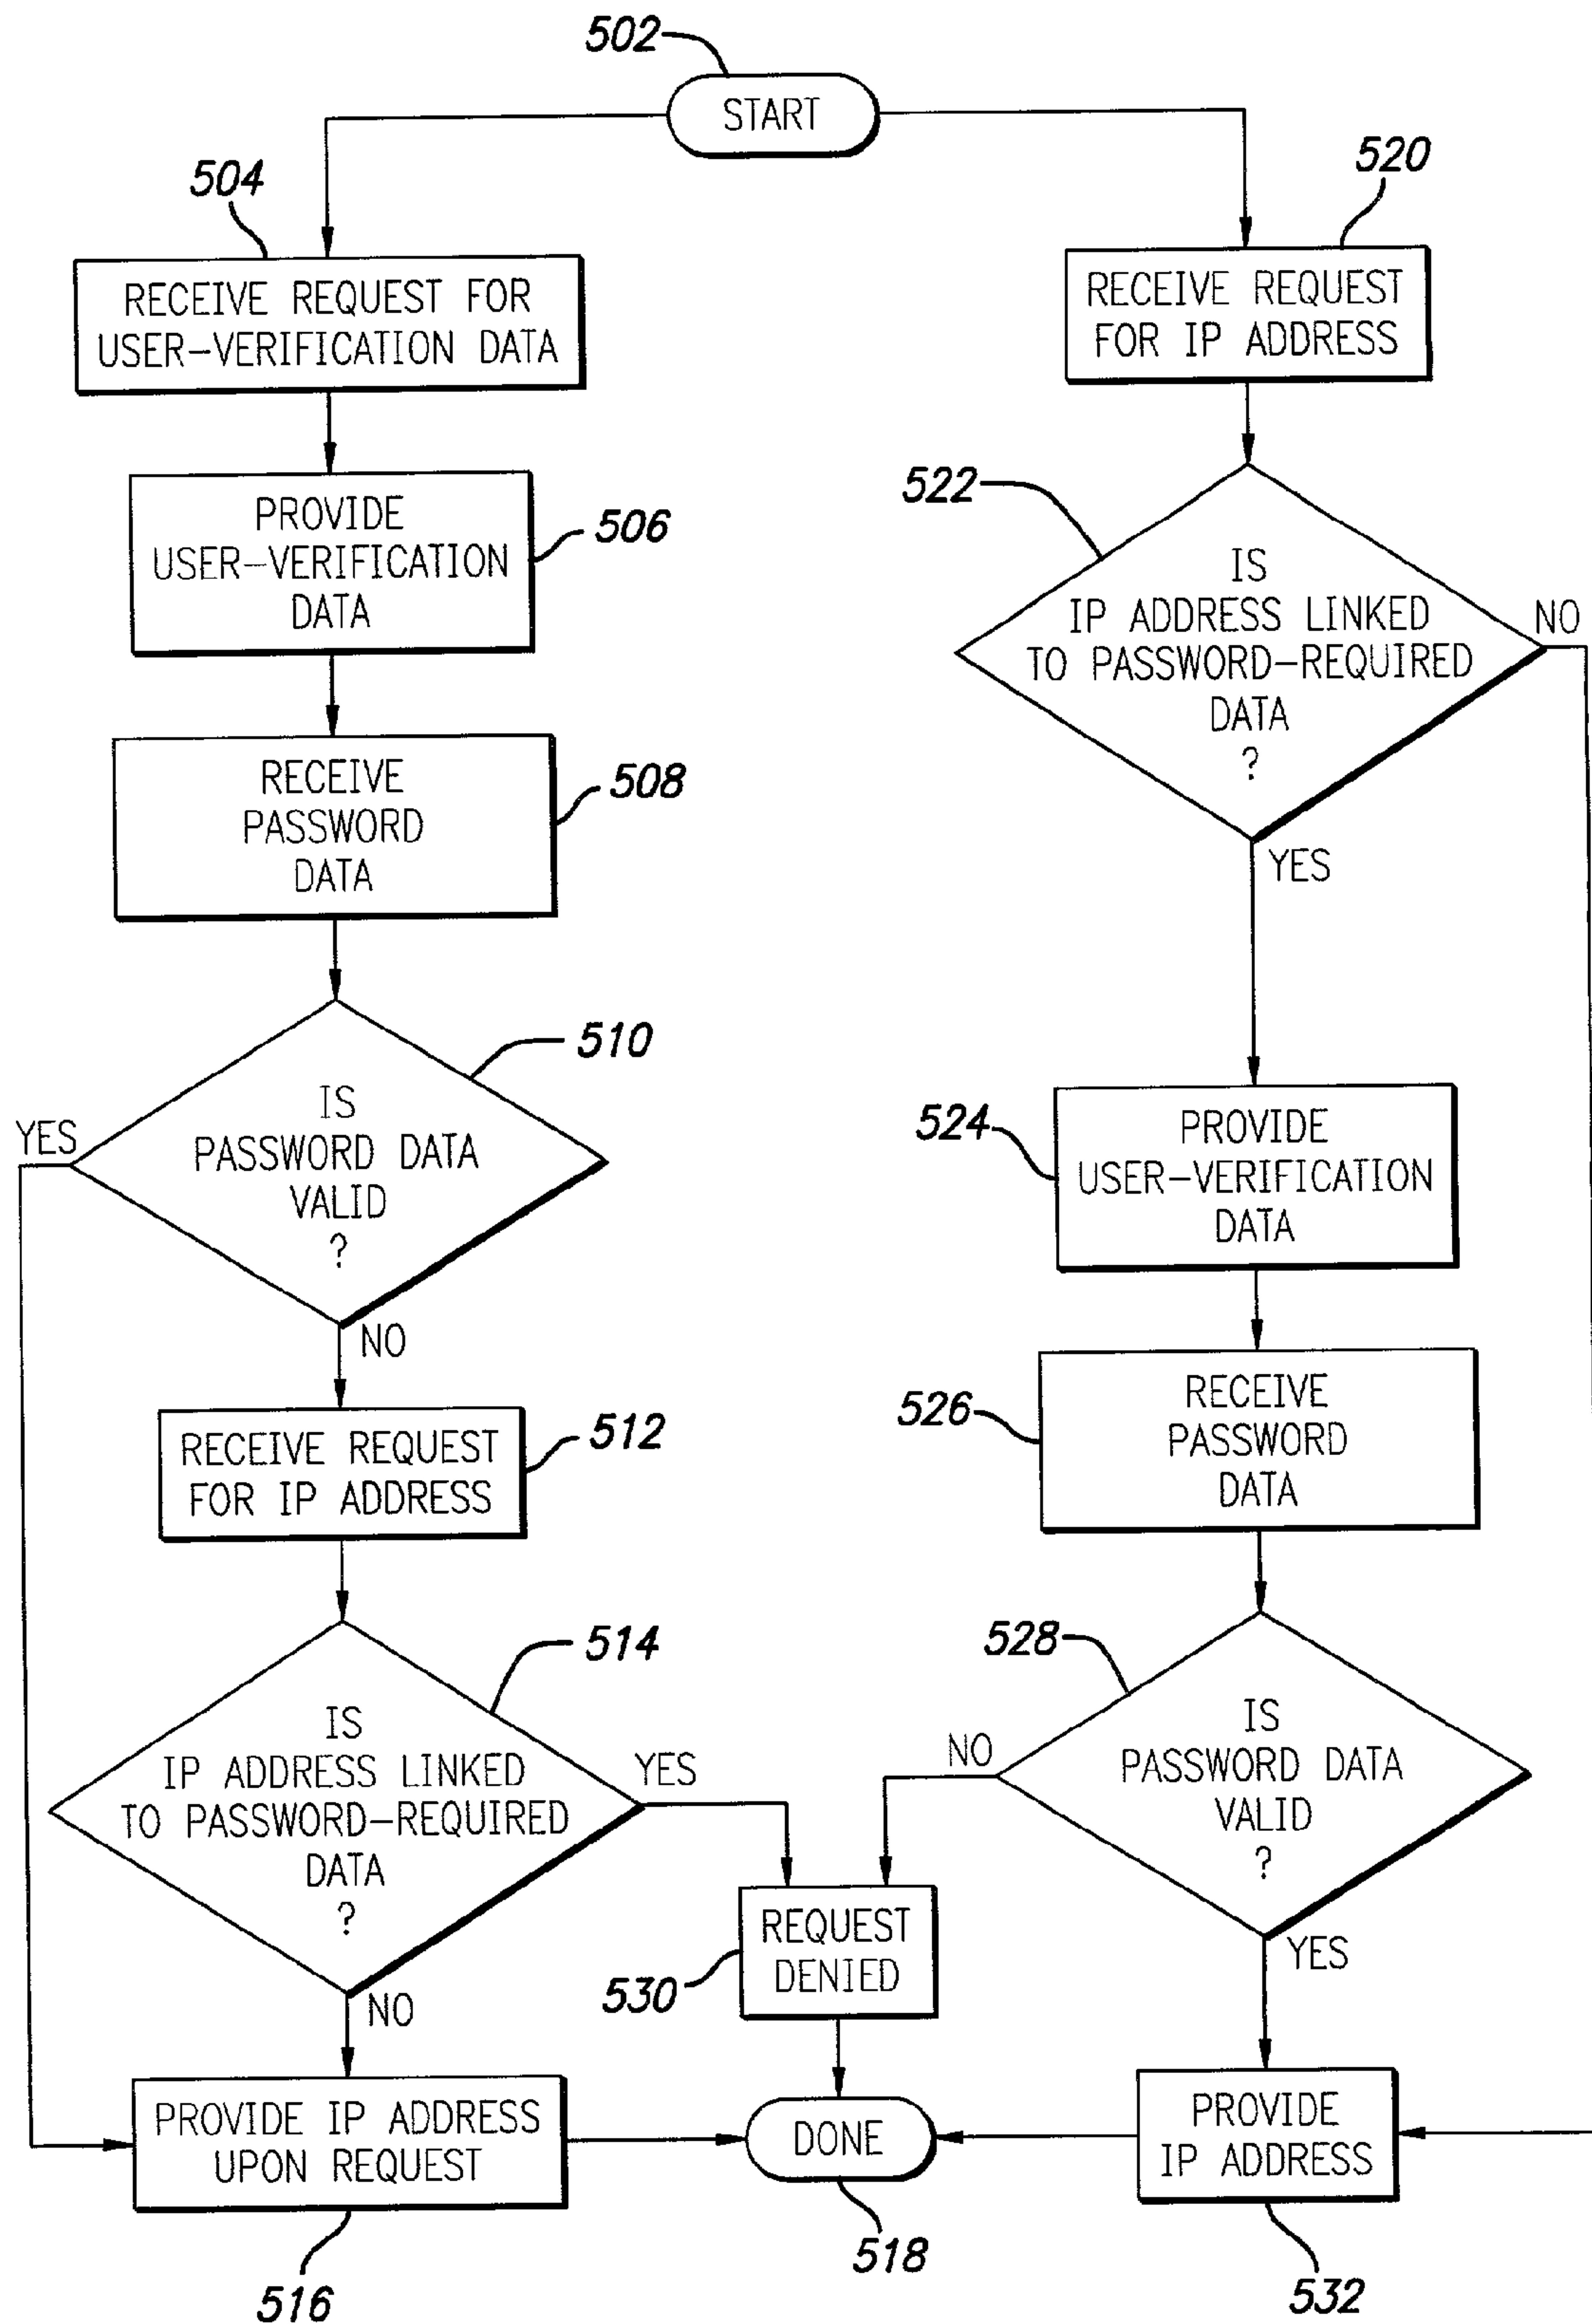 502
START
504
RECEIVE REQUEST FOR
USER-VERIFICATION DATA
PROVIDE
USER-VERIFICATION
DATA
506
RECEIVE
PASSWORD
DATA
508
510
IS
PASSWORD DATA
VALID
?
YES
NO
RECEIVE REQUEST
FOR IP ADDRESS
512
514
IS
IP ADDRESS LINKED
TO PASSWORD-REQUIRED
DATA
?
YES
NO
PROVIDE IP ADDRESS
UPON REQUEST
516
520
RECEIVE REQUEST
FOR IP ADDRESS
522
IS
IP ADDRESS LINKED
TO PASSWORD-REQUIRED
DATA
?
NO
YES
524
PROVIDE
USER-VERIFICATION
DATA
526
RECEIVE
PASSWORD
DATA
528
IS
PASSWORD DATA
VALID
?
NO
YES
REQUEST
DENIED
530
DONE
518
PROVIDE
IP ADDRESS
532